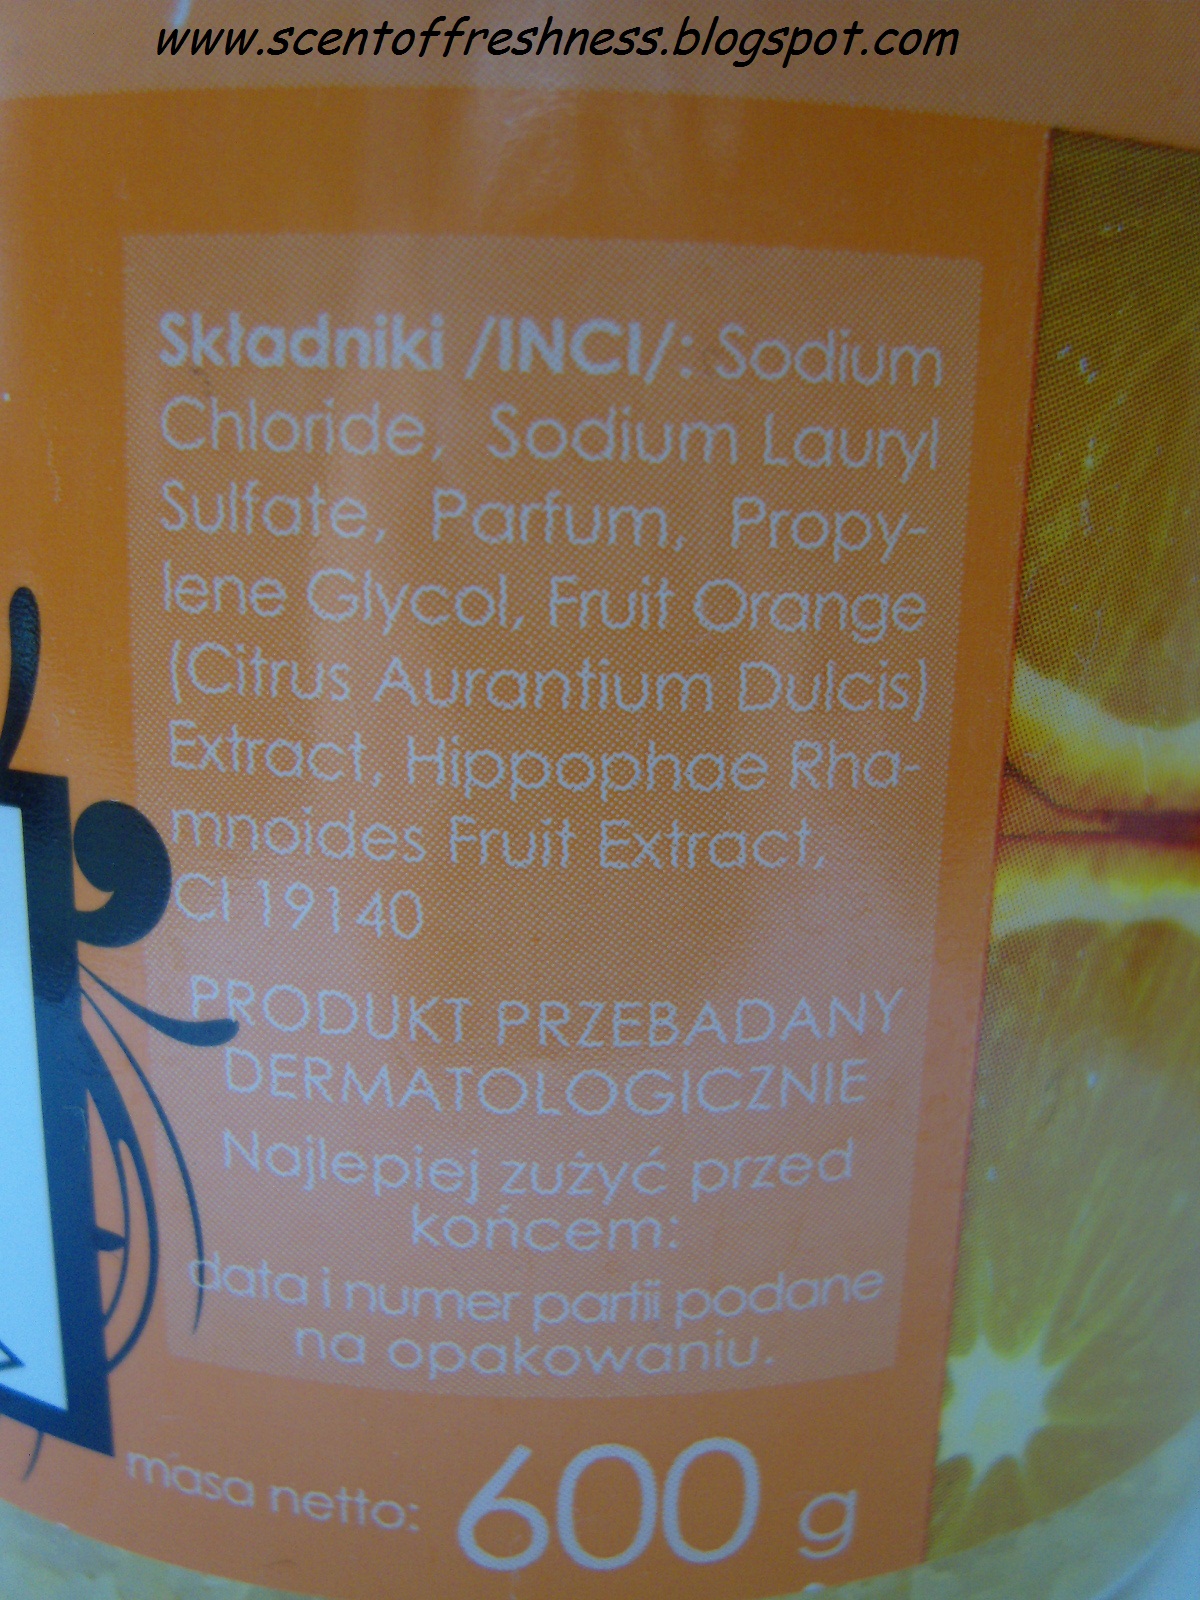 www.scentoffreshness.blogspot.com
Składniki /INCI/: Sodium
Chloride, Sodium Lauryl
Sulfate, Parfum, Propy-
lene Glycol, Fruit Orange
(Citrus Aurantium Dulcis)
Extract, Hippophae Rha-
mnoides Fruit Extract,
CI 19140
PRODUKT PRZEBADANY
DERMATOLOGICZNIE
Najlepiej zużyć przed
końcem:
data i numer partii podane
na opakowaniu.
masa netto: 600 g